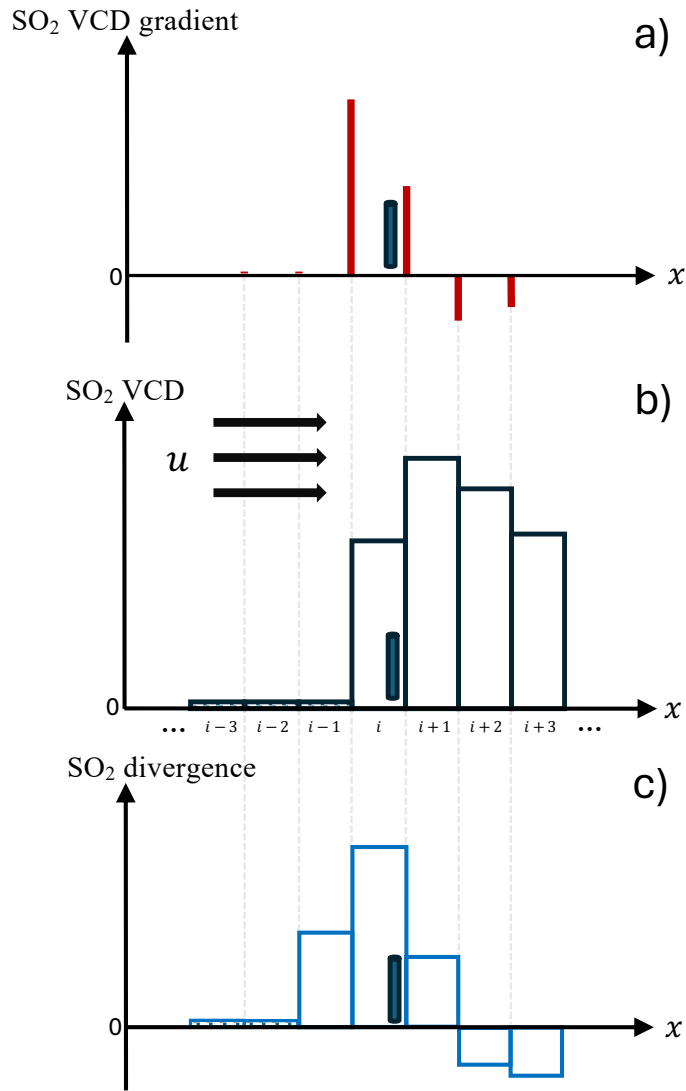 SO₂ VCD gradient
a)
0
x
SO₂ VCD
b)
u
0
x
... i − 3 i − 2 i − 1 i i + 1 i + 2 i + 3 ...
SO₂ divergence
c)
0
x